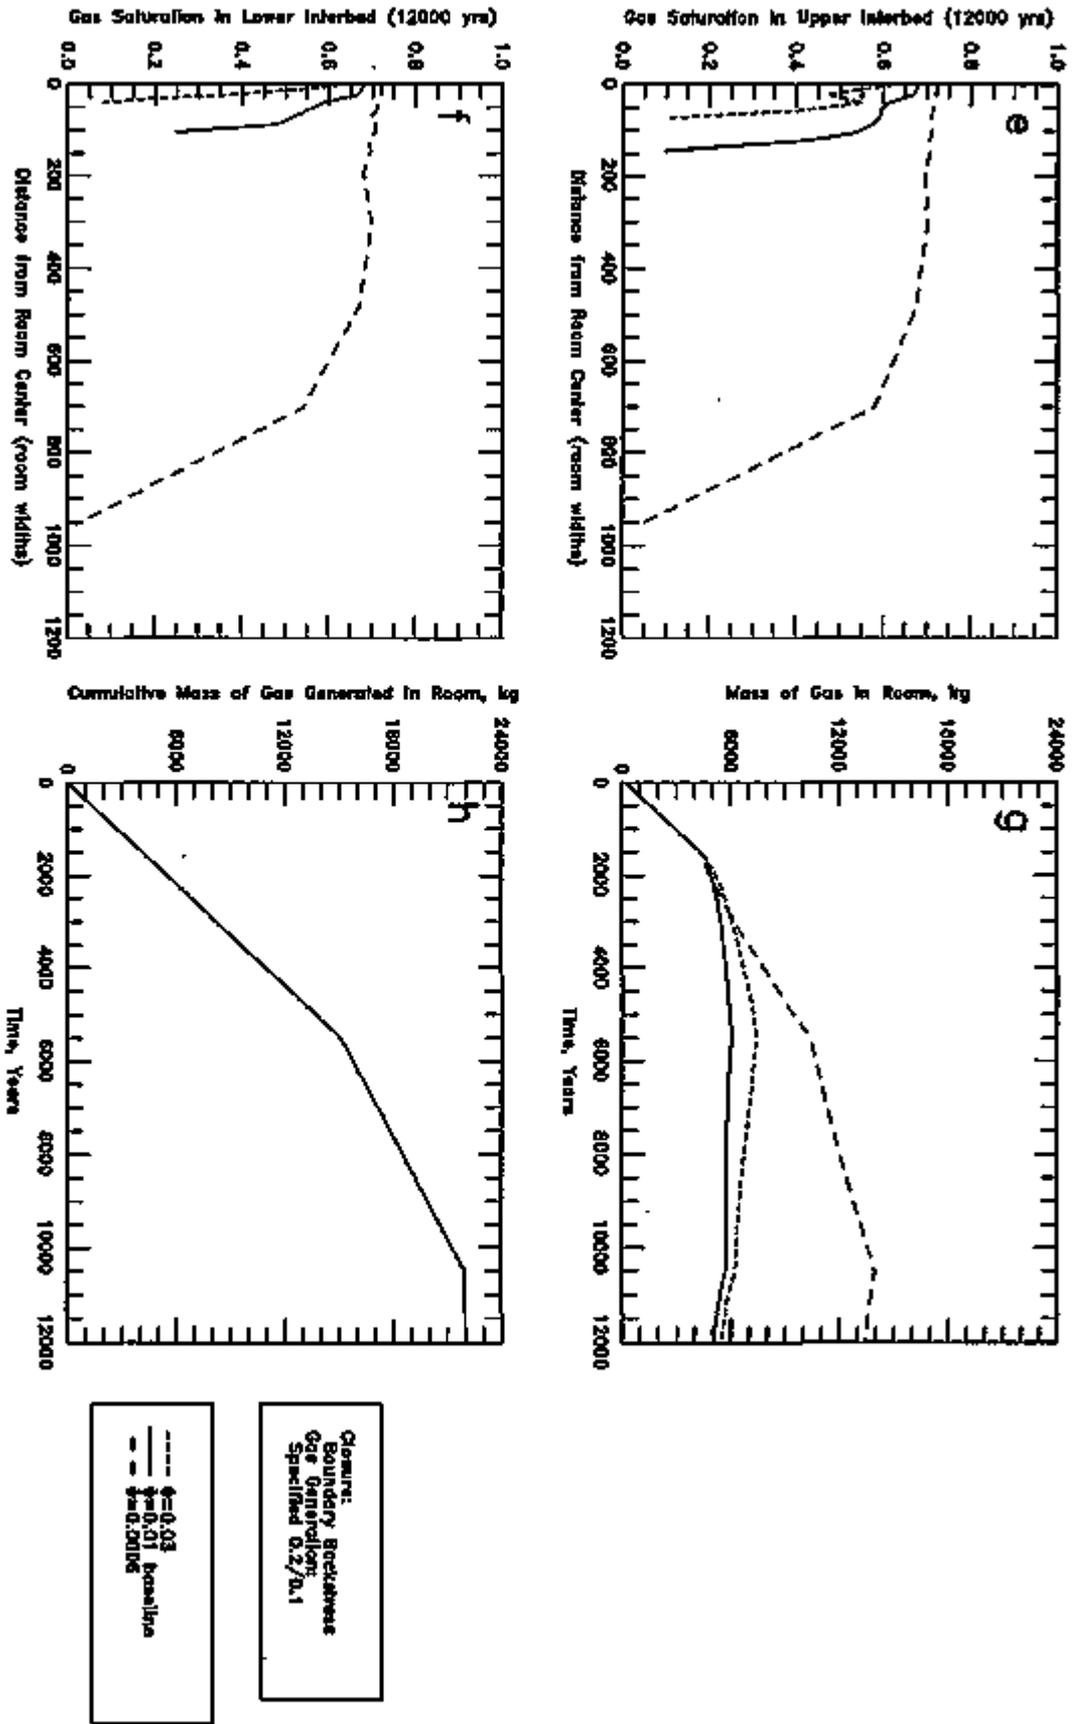 e
Gas Saturation in Upper Interbed (12000 yrs)
1.0
0.8
0.6
0.4
0.2
0.0
0
200
400
600
800
1000
1200
Distance from Room Center (room widths)
g
Mass of Gas in Room, kg
24000
18000
12000
6000
0
0
2000
4000
6000
8000
10000
12000
Time, Years
f
Gas Saturation in Lower Interbed (12000 yrs)
1.0
0.8
0.6
0.4
0.2
0.0
0
200
400
600
800
1000
1200
Distance from Room Center (room widths)
h
Cumulative Mass of Gas Generated in Room, kg
24000
18000
12000
6000
0
0
2000
4000
6000
8000
10000
12000
Time, Years
Closure:
Boundary Backstress
Gas Generation:
Specified 0.2/0.1
ϕ=0.03
ϕ=0.01 baseline
ϕ=0.0006